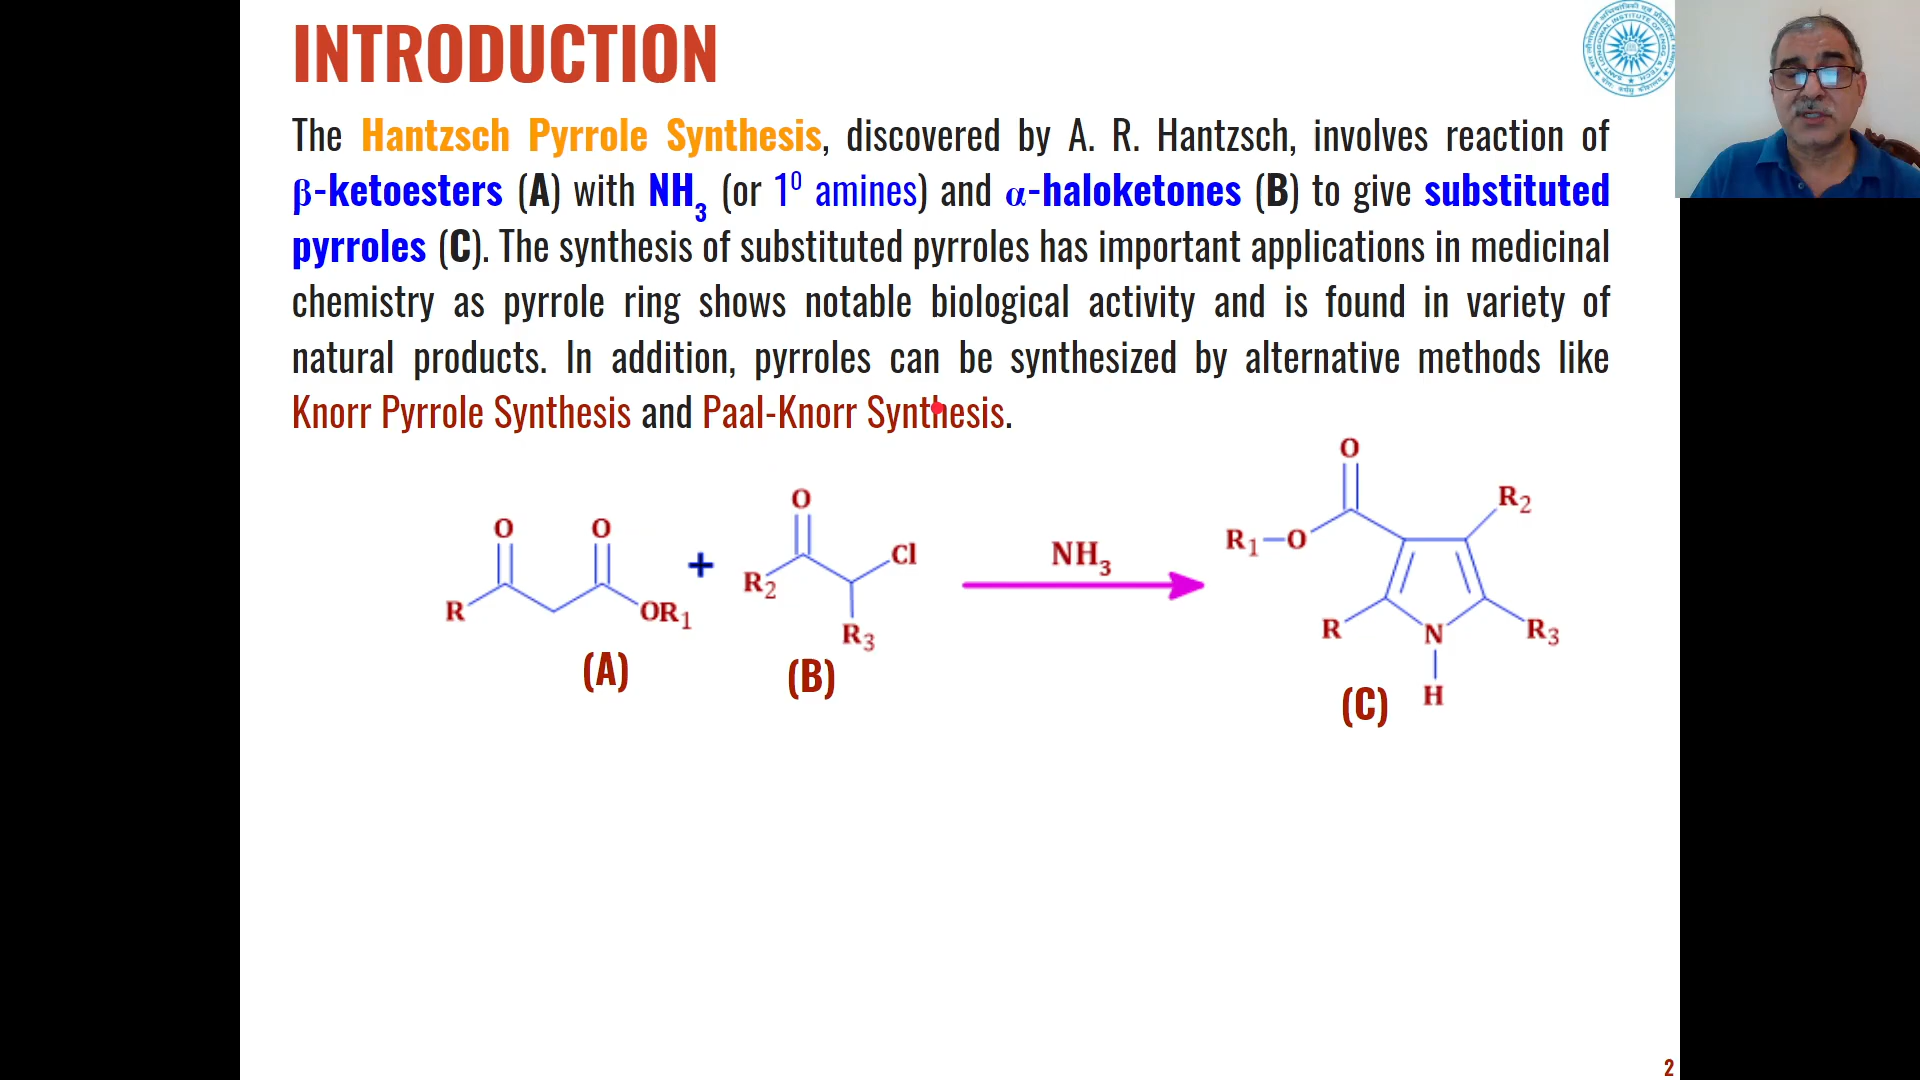 INTRODUCTION
The Hantzsch Pyrrole Synthesis, discovered by A. R. Hantzsch, involves reaction of
β-ketoesters (A) with NH₃ (or 1⁰ amines) and α-haloketones (B) to give substituted
pyrroles (C). The synthesis of substituted pyrroles has important applications in medicinal
chemistry as pyrrole ring shows notable biological activity and is found in variety of
natural products. In addition, pyrroles can be synthesized by alternative methods like
Knorr Pyrrole Synthesis and Paal-Knorr Synthesis.
O O
R OR₁
(A)
+
O
R₂ Cl
R₃
(B)
NH₃
O
R₁—O R₂
R N R₃
H
(C)
2